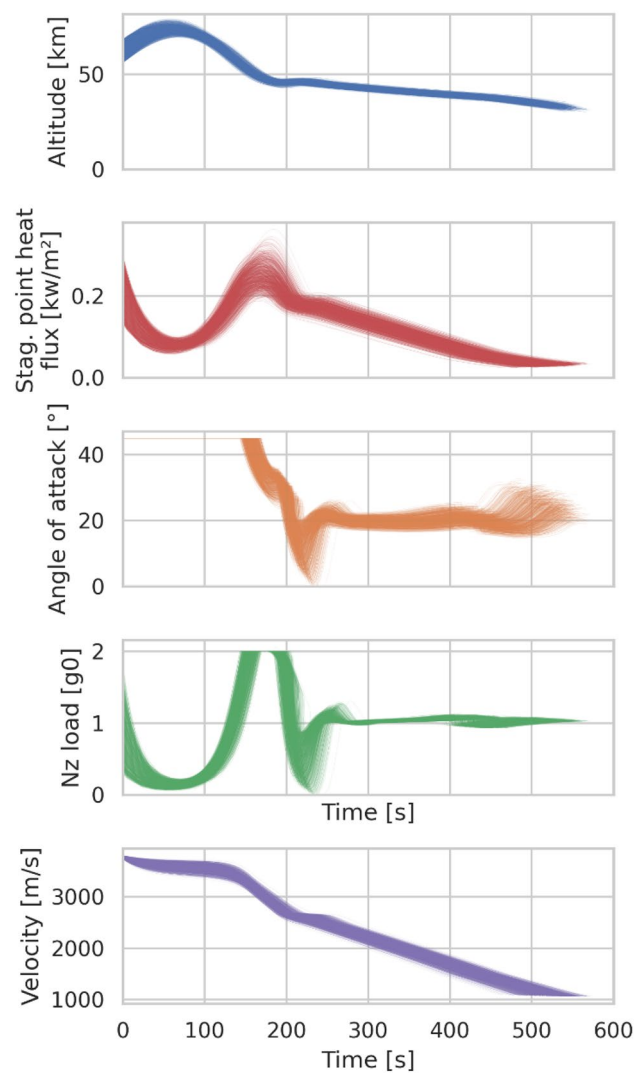 Altitude [km]
50
0
Stag. point heat
flux [kw/m²]
0.2
0.0
Angle of attack [°]
40
20
0
Nz load [g0]
2
1
0
Time [s]
Velocity [m/s]
3000
2000
1000
0 100 200 300 400 500 600
Time [s]